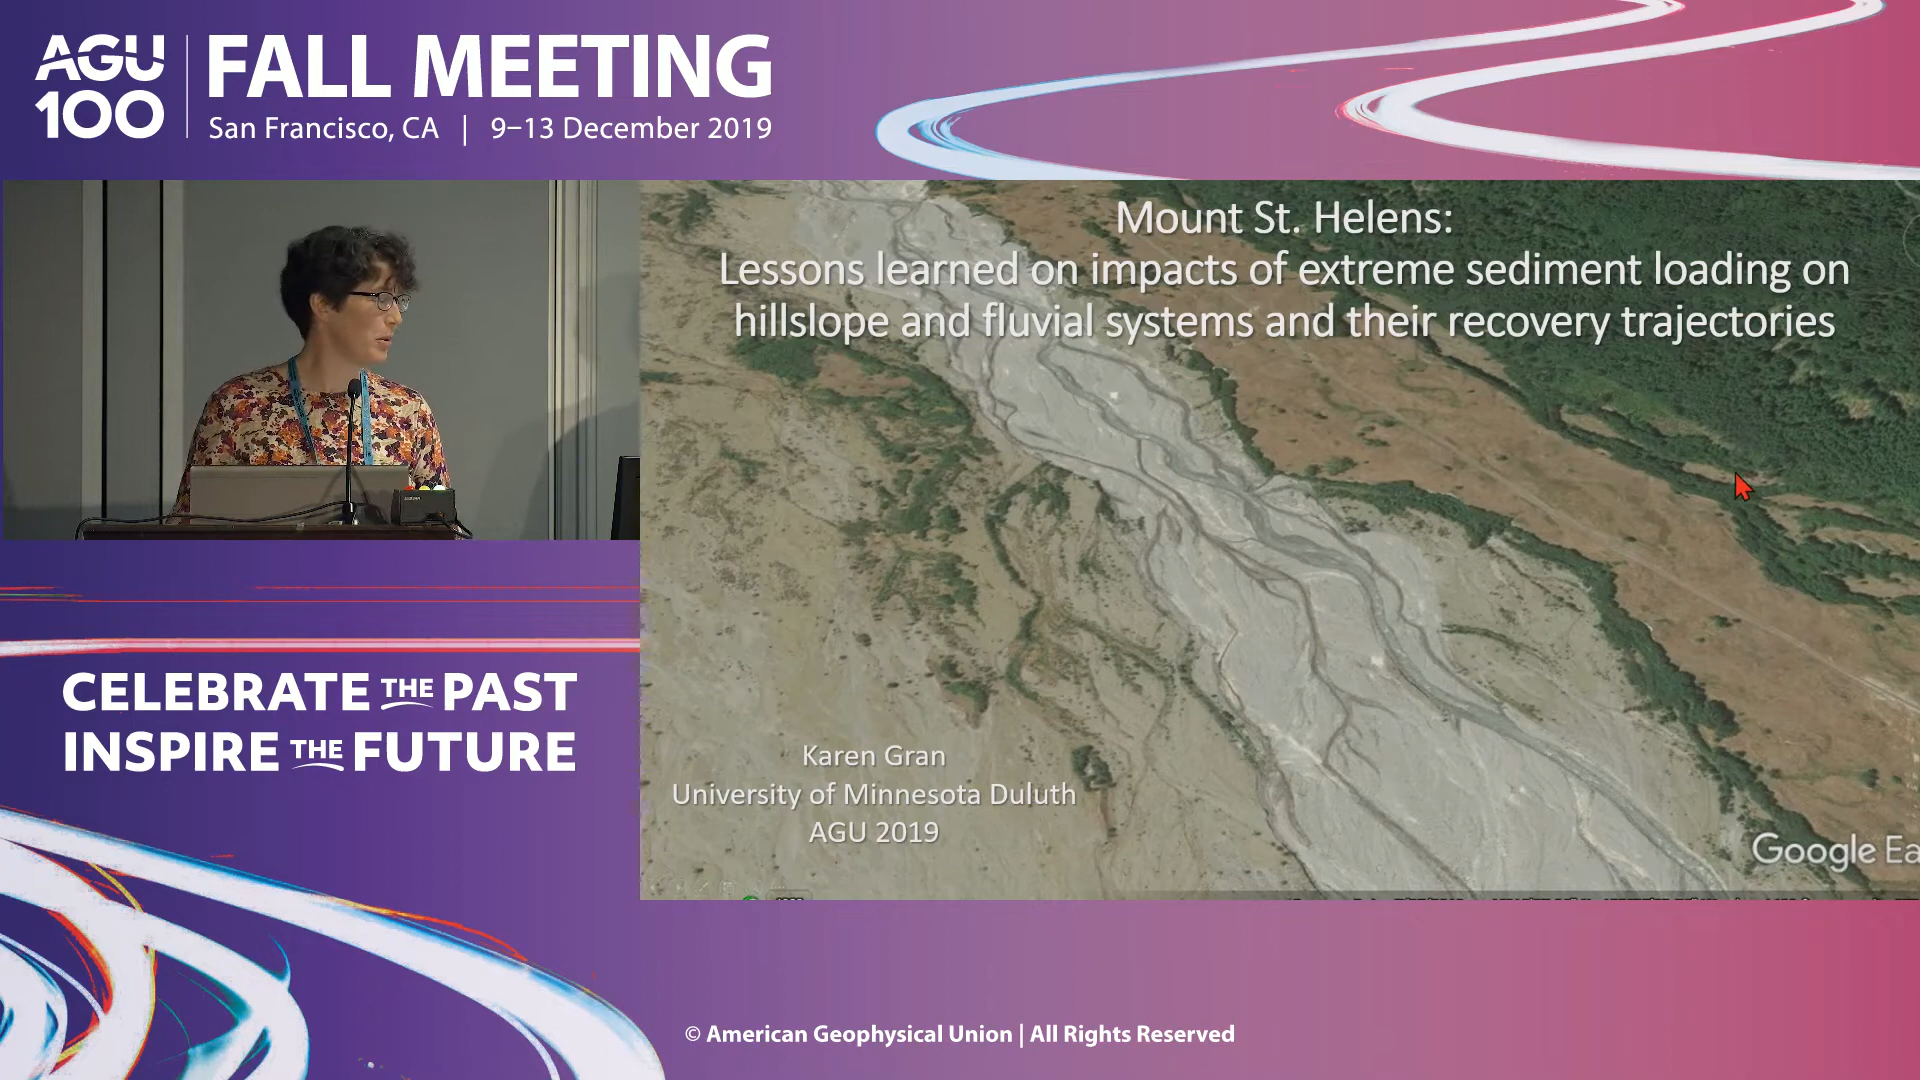 AGU
100
FALL MEETING
San Francisco, CA | 9–13 December 2019
Mount St. Helens:
Lessons learned on impacts of extreme sediment loading on
hillslope and fluvial systems and their recovery trajectories
Karen Gran
University of Minnesota Duluth
AGU 2019
Google Ea
CELEBRATE THE PAST
INSPIRE THE FUTURE
© American Geophysical Union | All Rights Reserved